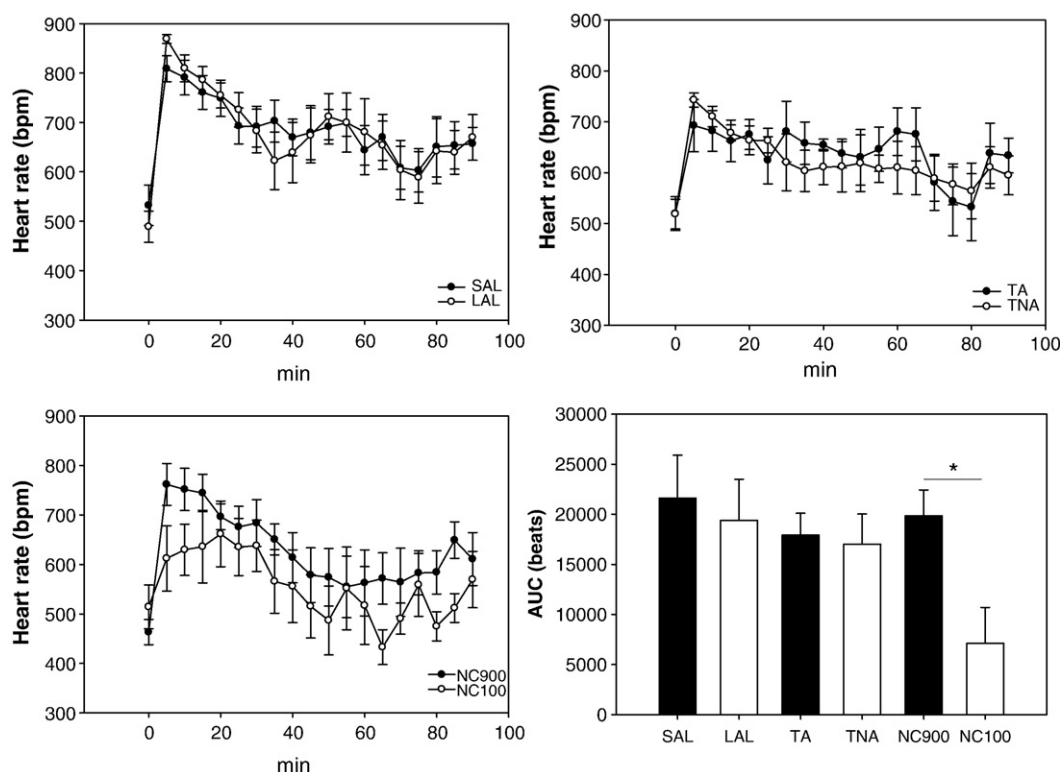 900
800
700
600
500
400
300
Heart rate (bpm)
SAL
LAL
0 20 40 60 80 100
min
900
800
700
600
500
400
300
Heart rate (bpm)
TA
TNA
0 20 40 60 80 100
min
900
800
700
600
500
400
300
Heart rate (bpm)
NC900
NC100
0 20 40 60 80 100
min
30000
25000
20000
15000
10000
5000
0
AUC (beats)
*
SAL LAL TA TNA NC900 NC100